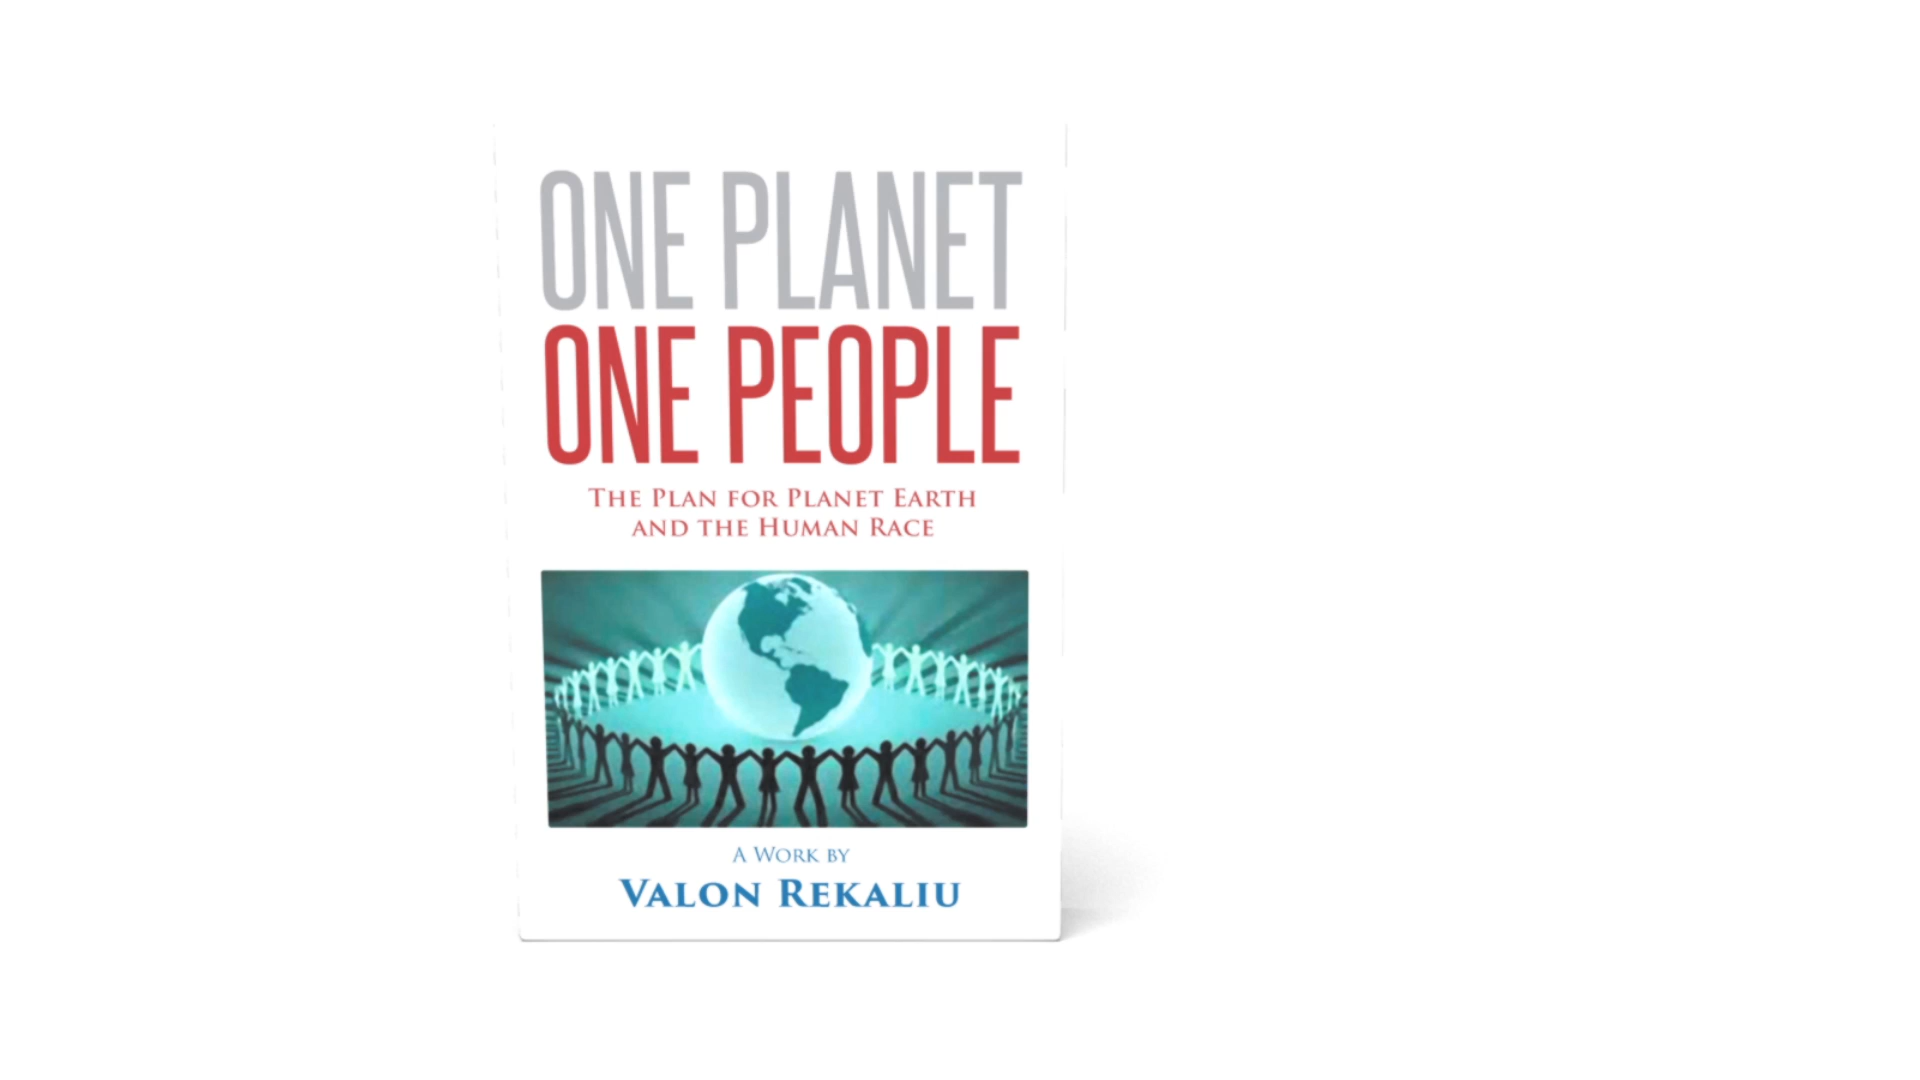 ONE PLANET
ONE PEOPLE
The Plan for Planet Earth
and the Human Race
A Work by
Valon Rekaliu